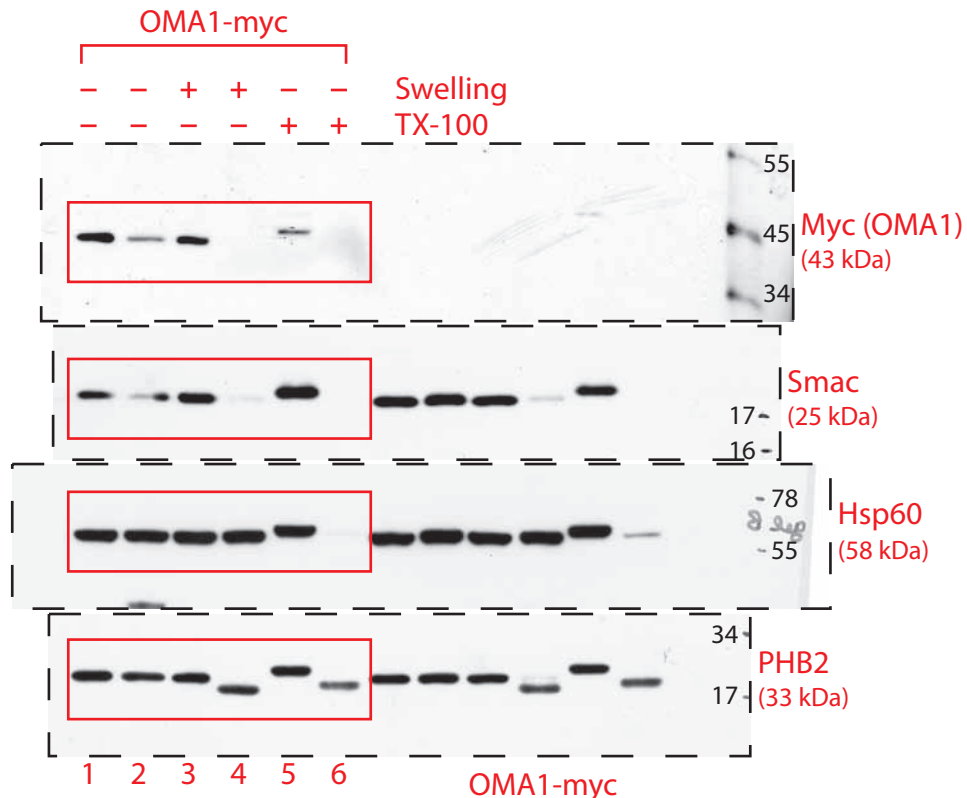 OMA1-myc
– – + + – – Swelling
– – – – + + TX-100
55
45
34
Myc (OMA1)
(43 kDa)
17
16
Smac
(25 kDa)
78
55
Hsp60
(58 kDa)
34
17
PHB2
(33 kDa)
1 2 3 4 5 6
OMA1-myc